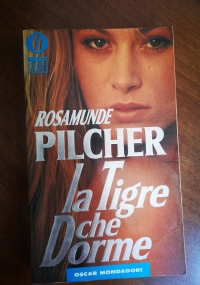 ROSAMUNDE
PILCHER
la Tigre
che
Dorme
OSCAR MONDADORI